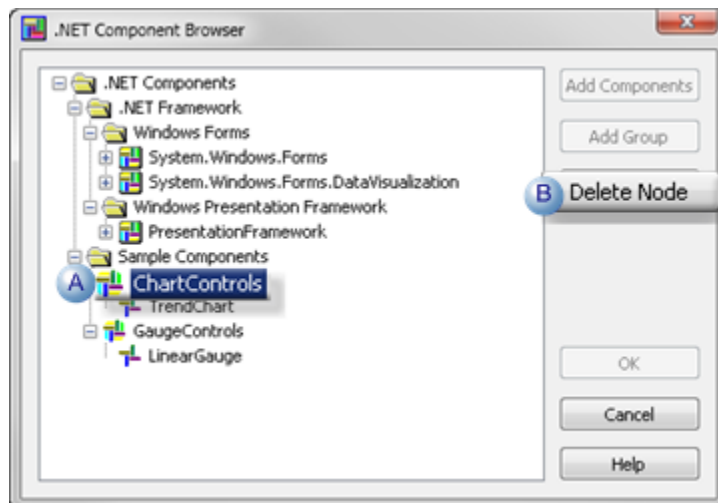 .NET Component Browser
.NET Components
.NET Framework
Windows Forms
System.Windows.Forms
System.Windows.Forms.DataVisualization
Windows Presentation Framework
PresentationFramework
Sample Components
A ChartControls
TrendChart
GaugeControls
LinearGauge
Add Components
Add Group
B Delete Node
OK
Cancel
Help